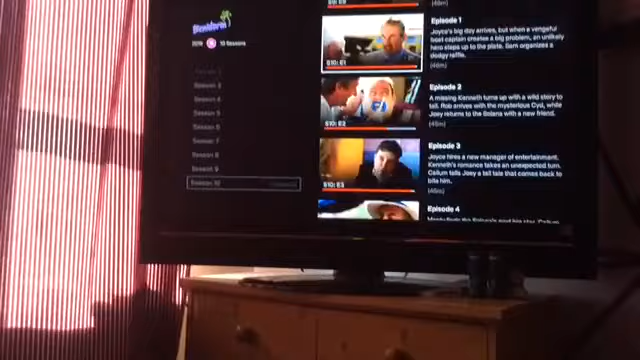 Benidorm
2019 10 Seasons
Season 3
Season 4
Season 5
Season 6
Season 7
Season 8
Season 9
Season 10
(46m)
Episode 1
Joyce's big day arrives, but when a vengeful
boat captain creates a big problem, an unlikely
hero steps up to the plate. Sam organizes a
dodgy raffle.
(46m)
S10: E1
Episode 2
A missing Kenneth turns up with a wild story to
tell. Rob arrives with the mysterious Cyd, while
Joey returns to the Solana with a new friend.
(45m)
S10: E2
Episode 3
Joyce hires a new manager of entertainment.
Kenneth's romance takes an unexpected turn.
Callum tells Joey a tall tale that comes back to
bite him.
(46m)
S10: E3
Episode 4